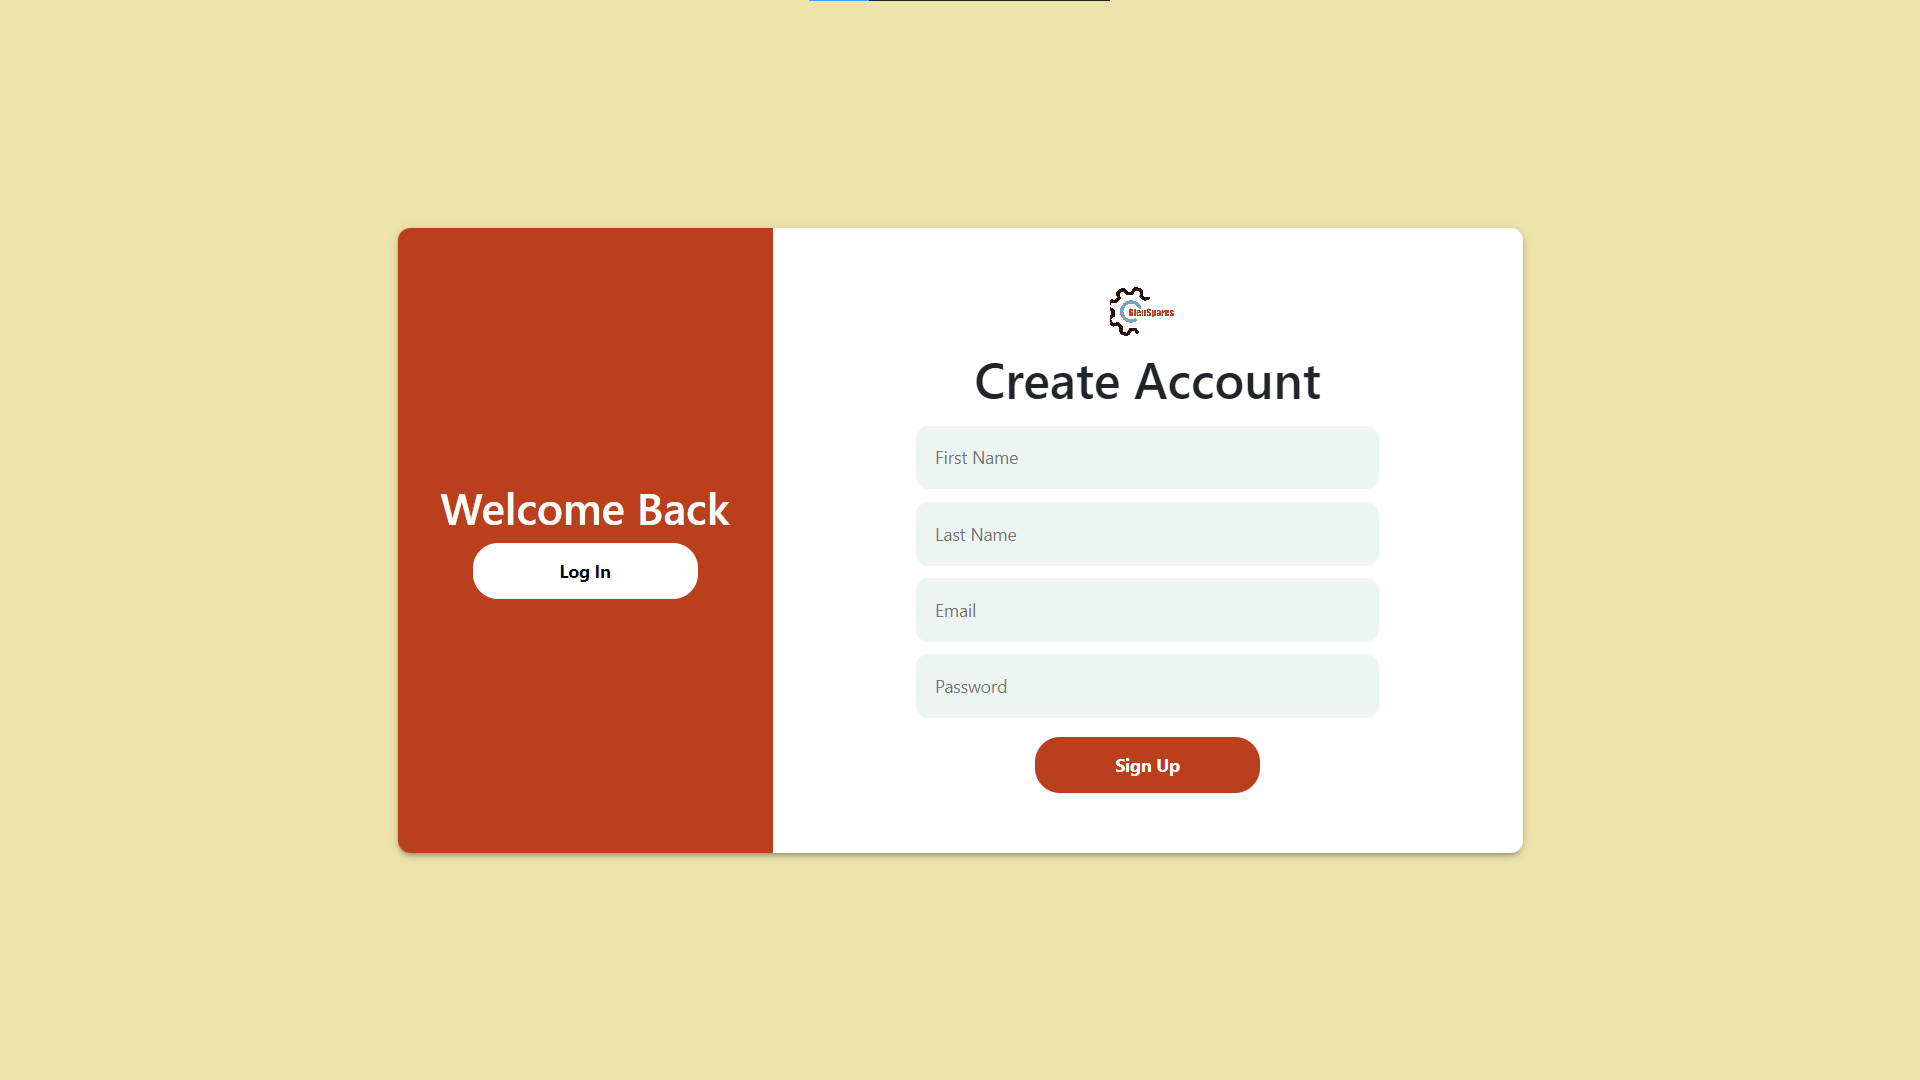 GlenSpares
Create Account
First Name
Last Name
Email
Password
Sign Up
Welcome Back
Log In